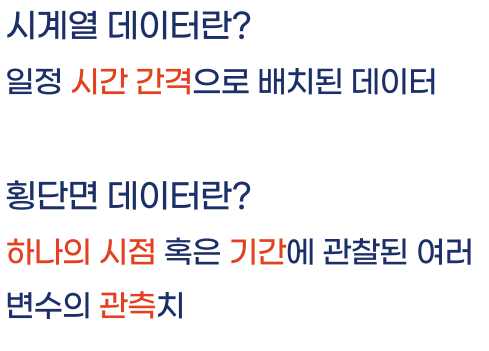 시계열 데이터란?
일정 시간 간격으로 배치된 데이터
횡단면 데이터란?
하나의 시점 혹은 기간에 관찰된 여러
변수의 관측치